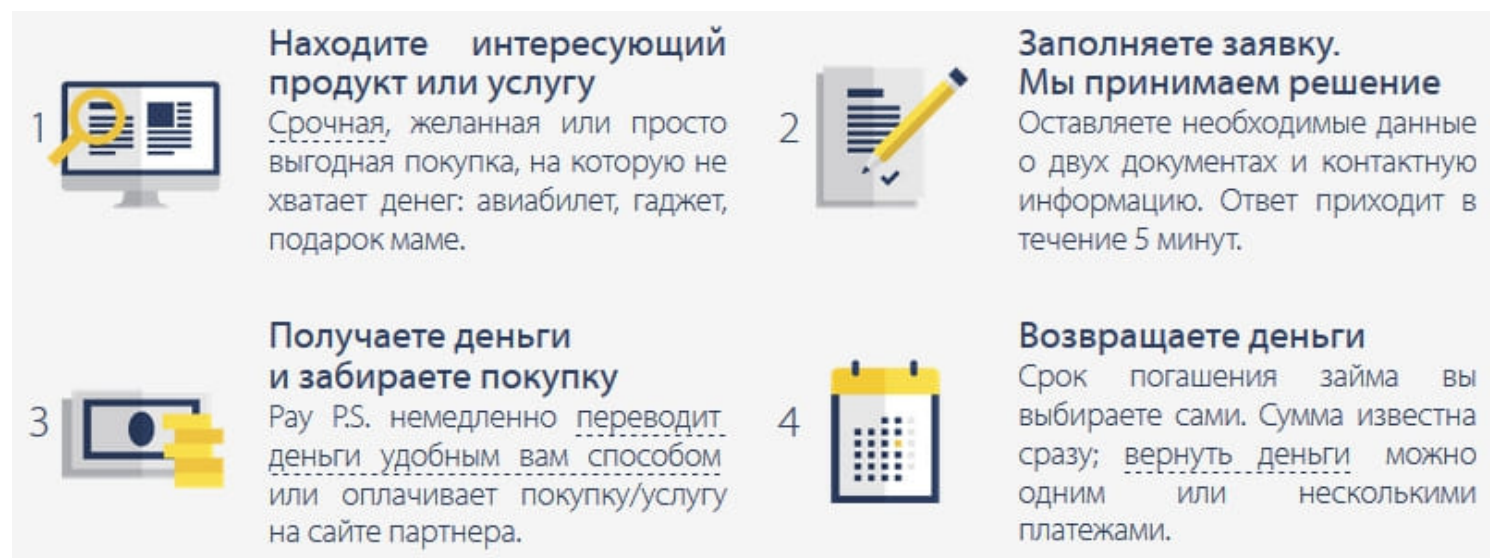 1
Находите интересующий
продукт или услугу
Срочная, желанная или просто
выгодная покупка, на которую не
хватает денег: авиабилет, гаджет,
подарок маме.
2
Заполняете заявку.
Мы принимаем решение
Оставляете необходимые данные
о двух документах и контактную
информацию. Ответ приходит в
течение 5 минут.
3
Получаете деньги
и забираете покупку
Pay P.S. немедленно переводит
деньги удобным вам способом
или оплачивает покупку/услугу
на сайте партнера.
4
Возвращаете деньги
Срок погашения займа вы
выбираете сами. Сумма известна
сразу; вернуть деньги можно
одним или несколькими
платежами.